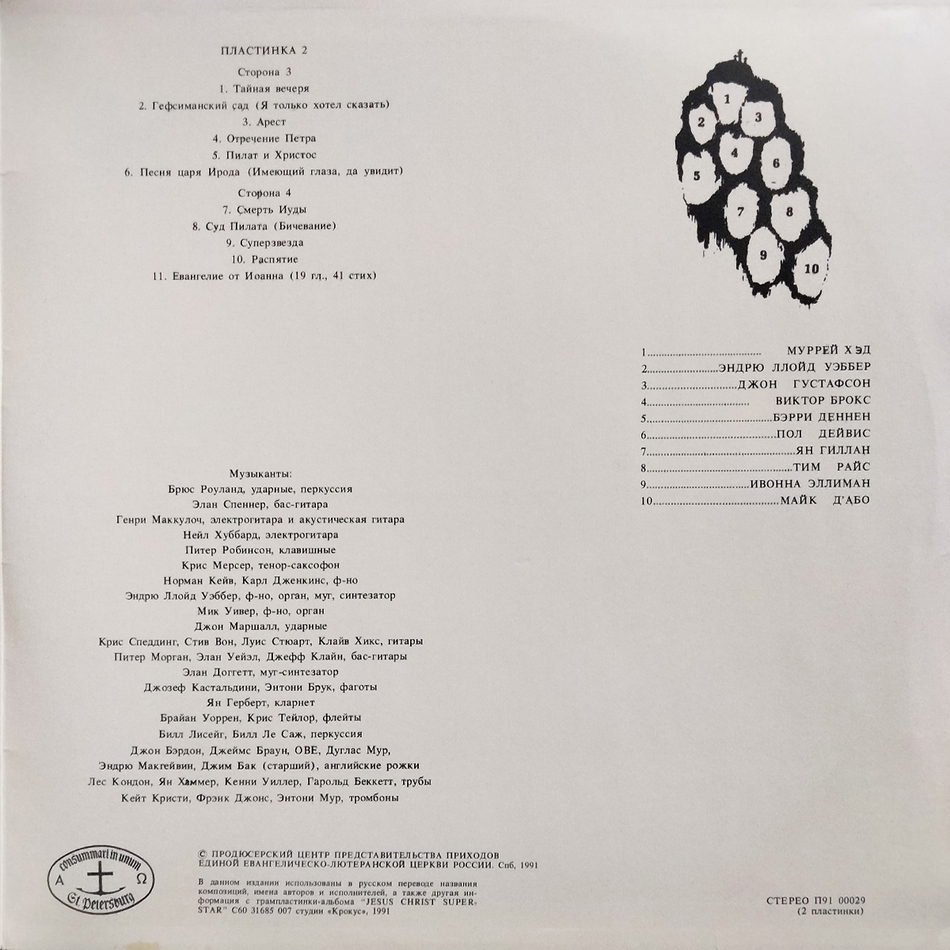 ПЛАСТИНКА 2
Сторона 3
1. Тайная вечеря
2. Гефсиманский сад (Я только хотел сказать)
3. Арест
4. Отречение Петра
5. Пилат и Христос
6. Песня царя Ирода (Имеющий глаза, да увидит)
Сторона 4
7. Смерть Иуды
8. Суд Пилата (Бичевание)
9. Суперзвезда
10. Распятие
11. Евангелие от Иоанна (19 гл., 41 стих)
1
2
3
4
5
6
7
8
9
10
1.................................... МУРРЕЙ ХЭД
2......................ЭНДРЮ ЛЛОЙД УЭББЕР
3............................ДЖОН ГУСТАФСОН
4................................ ВИКТОР БРОКС
5.......................................БЭРРИ ДЕННЕН
6........................................ПОЛ ДЕЙВИС
7..............................................ЯН ГИЛЛАН
8.............................................ТИМ РАЙС
9................................ИВОННА ЭЛЛИМАН
10.......................................МАЙК Д'АБО
Музыканты:
Брюс Роуланд, ударные, перкуссия
Элан Спеннер, бас-гитара
Генри Маккулоч, электрогитара и акустическая гитара
Нейл Хуббард, электрогитара
Питер Робинсон, клавишные
Крис Мерсер, тенор-саксофон
Норман Кейв, Карл Дженкинс, ф-но
Эндрю Ллойд Уэббер, ф-но, орган, муг, синтезатор
Мик Уивер, ф-но, орган
Джон Маршалл, ударные
Крис Спеддинг, Стив Вон, Луис Стюарт, Клайв Хикс, гитары
Питер Морган, Элан Уейэл, Джефф Клайн, бас-гитары
Элан Доггетт, муг-синтезатор
Джозеф Кастальдини, Энтони Брук, фаготы
Ян Герберт, кларнет
Брайан Уоррен, Крис Тейлор, флейты
Билл Лисейг, Билл Ле Саж, перкуссия
Джон Бэрдон, Джеймс Браун, ОВЕ, Дуглас Мур,
Эндрю Макгейвин, Джим Бак (старший), английские рожки
Лес Кондон, Ян Хаммер, Кенни Уиллер, Гарольд Беккетт, трубы
Кейт Кристи, Фрэнк Джонс, Энтони Мур, тромбоны
consummati in unum
Α Ω
St. Petersburg
© ПРОДЮСЕРСКИЙ ЦЕНТР ПРЕДСТАВИТЕЛЬСТВА ПРИХОДОВ
ЕДИНОЙ ЕВАНГЕЛИЧЕСКО-ЛЮТЕРАНСКОЙ ЦЕРКВИ РОССИИ. Спб, 1991
В данном издании использованы в русском переводе названия
композиций, имена авторов и исполнителей, а также другая ин-
формация с грампластинки-альбома "JESUS CHRIST SUPER-
STAR" С60 31685 007 студии «Крокус», 1991
СТЕРЕО П91 00029
(2 пластинки)